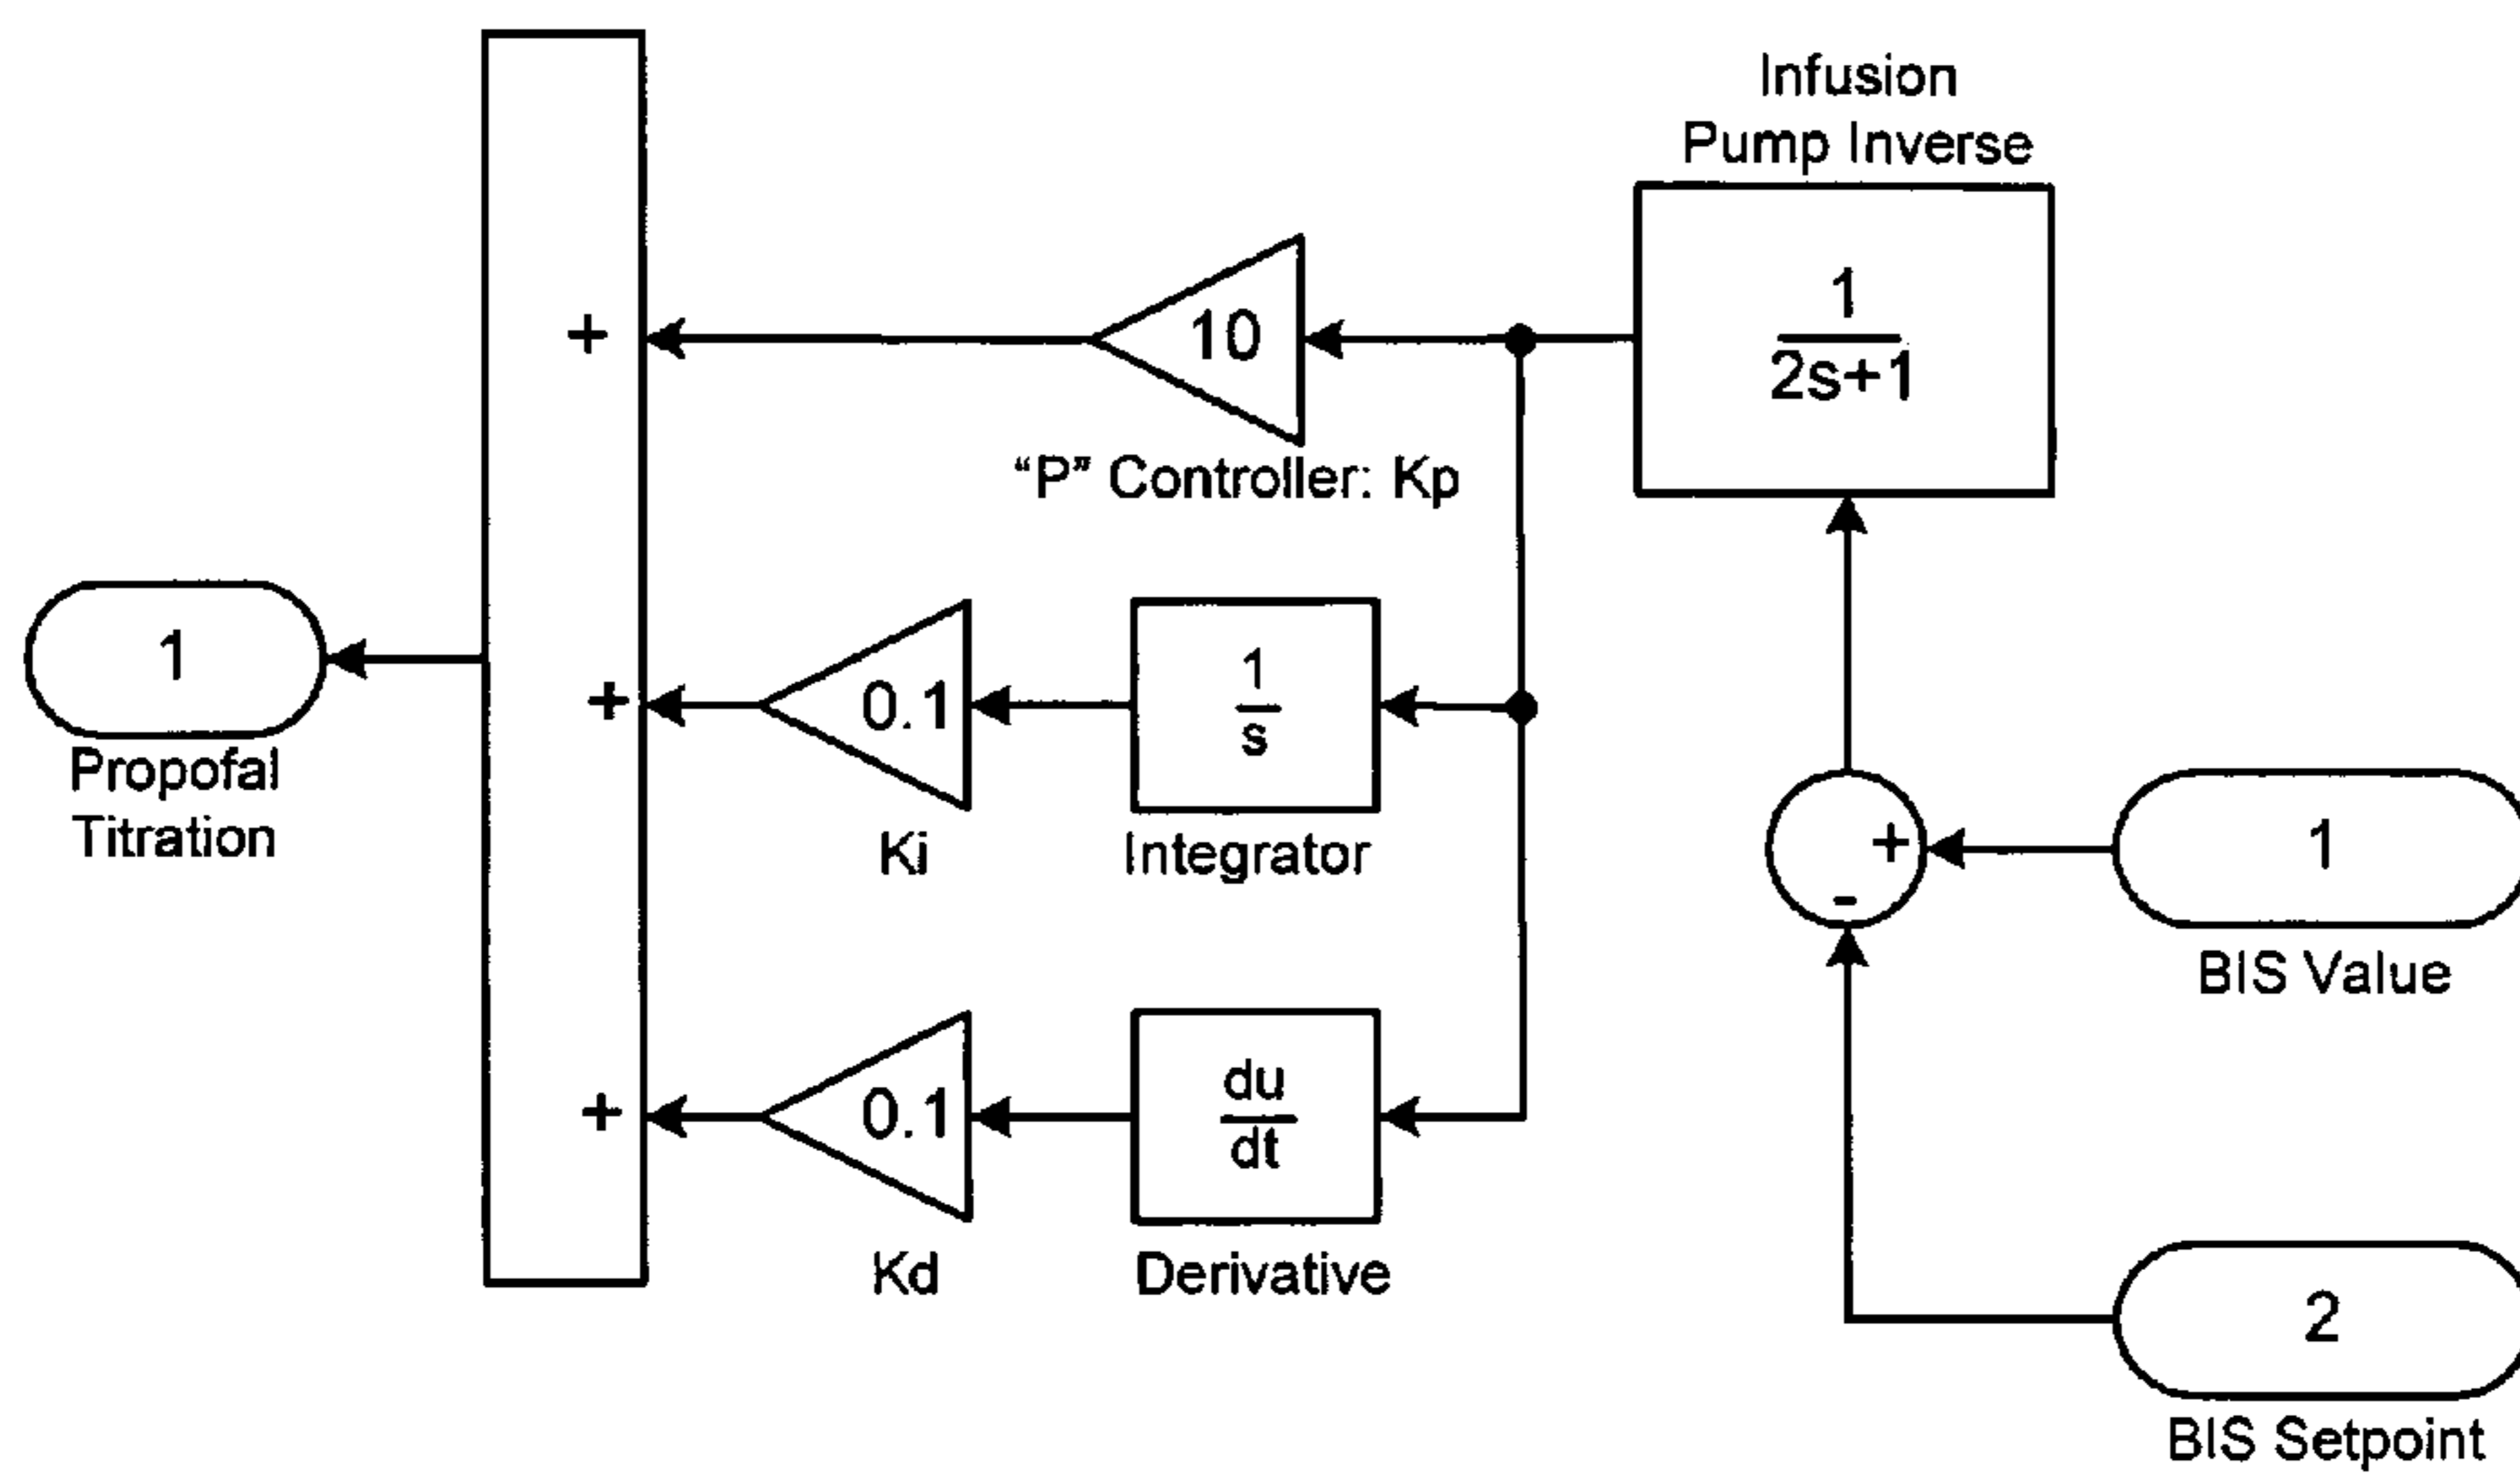 Infusion
Pump Inverse
1
2s+1
+
10
"P" Controller: Kp
1
Propofal
Titration
+
0.1
Ki
1
s
Integrator
+
-
1
BIS Value
+
0.1
Kd
du
dt
Derivative
2
BIS Setpoint